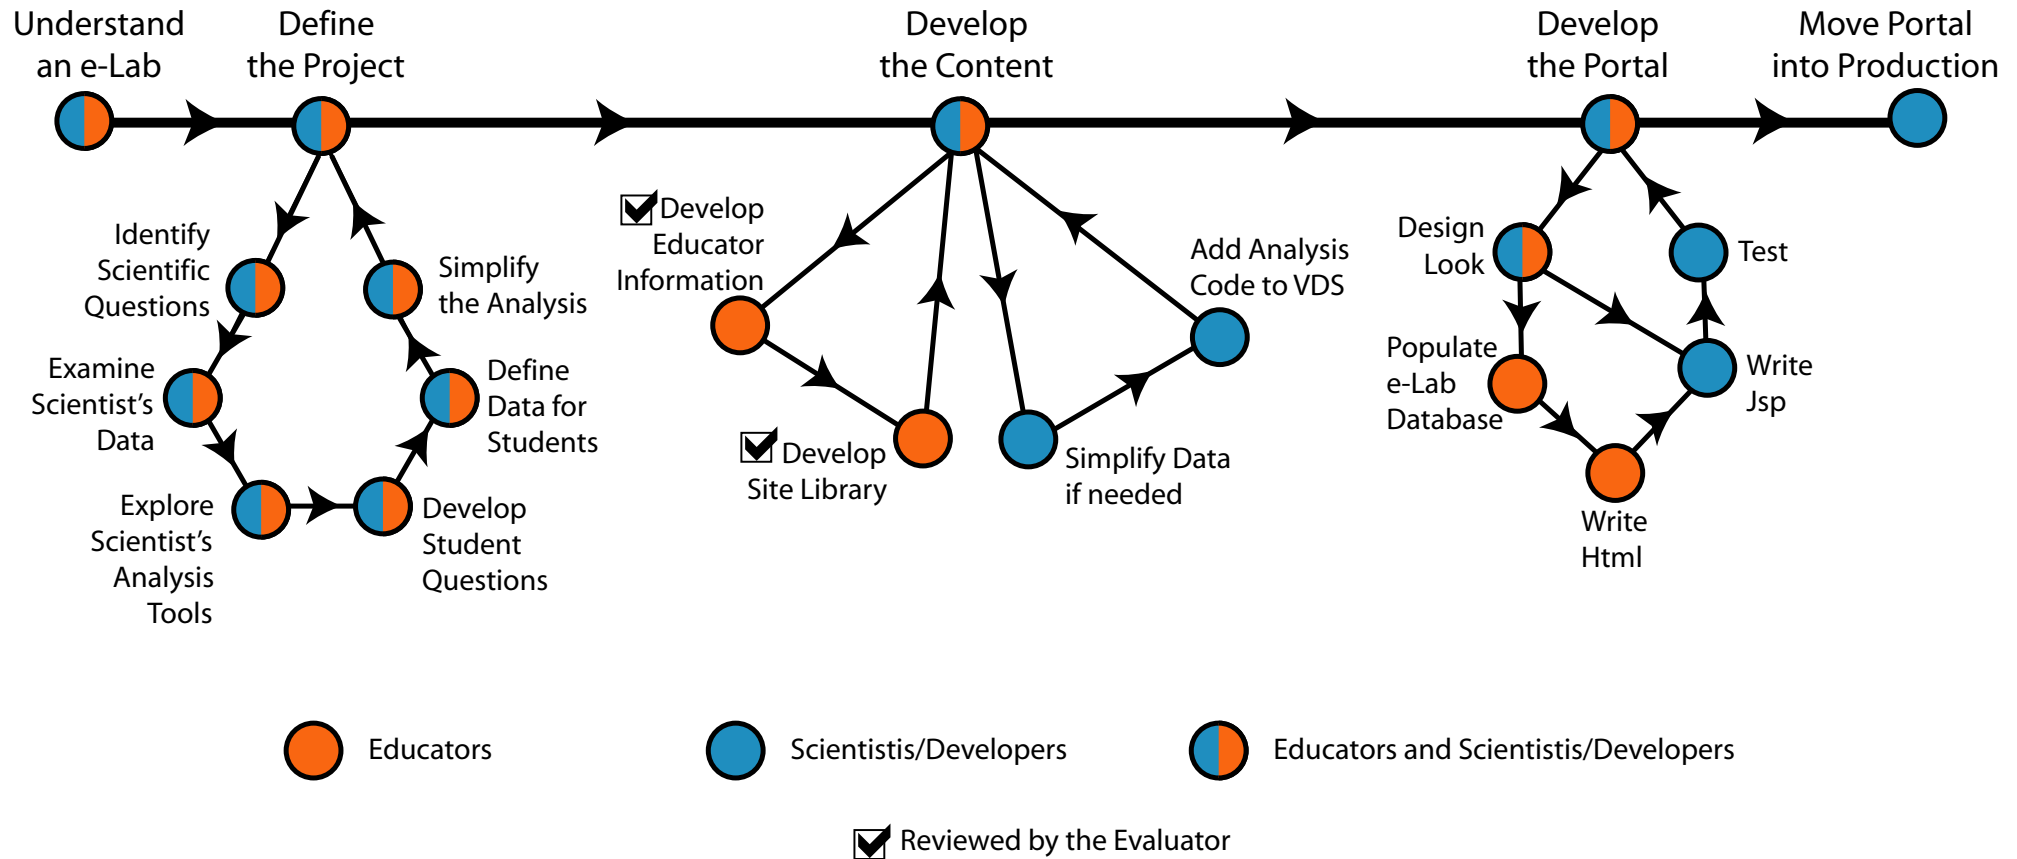 Understand
an e-Lab
Define
the Project
Develop
the Content
Develop
the Portal
Move Portal
into Production
Identify
Scientific
Questions
Simplify
the Analysis
Examine
Scientist's
Data
Define
Data for
Students
Explore
Scientist's
Analysis
Tools
Develop
Student
Questions
Develop
Educator
Information
Develop
Site Library
Add Analysis
Code to VDS
Simplify Data
if needed
Design
Look
Test
Populate
e-Lab
Database
Write
Jsp
Write
Html
Educators
Scientistis/Developers
Educators and Scientistis/Developers
Reviewed by the Evaluator